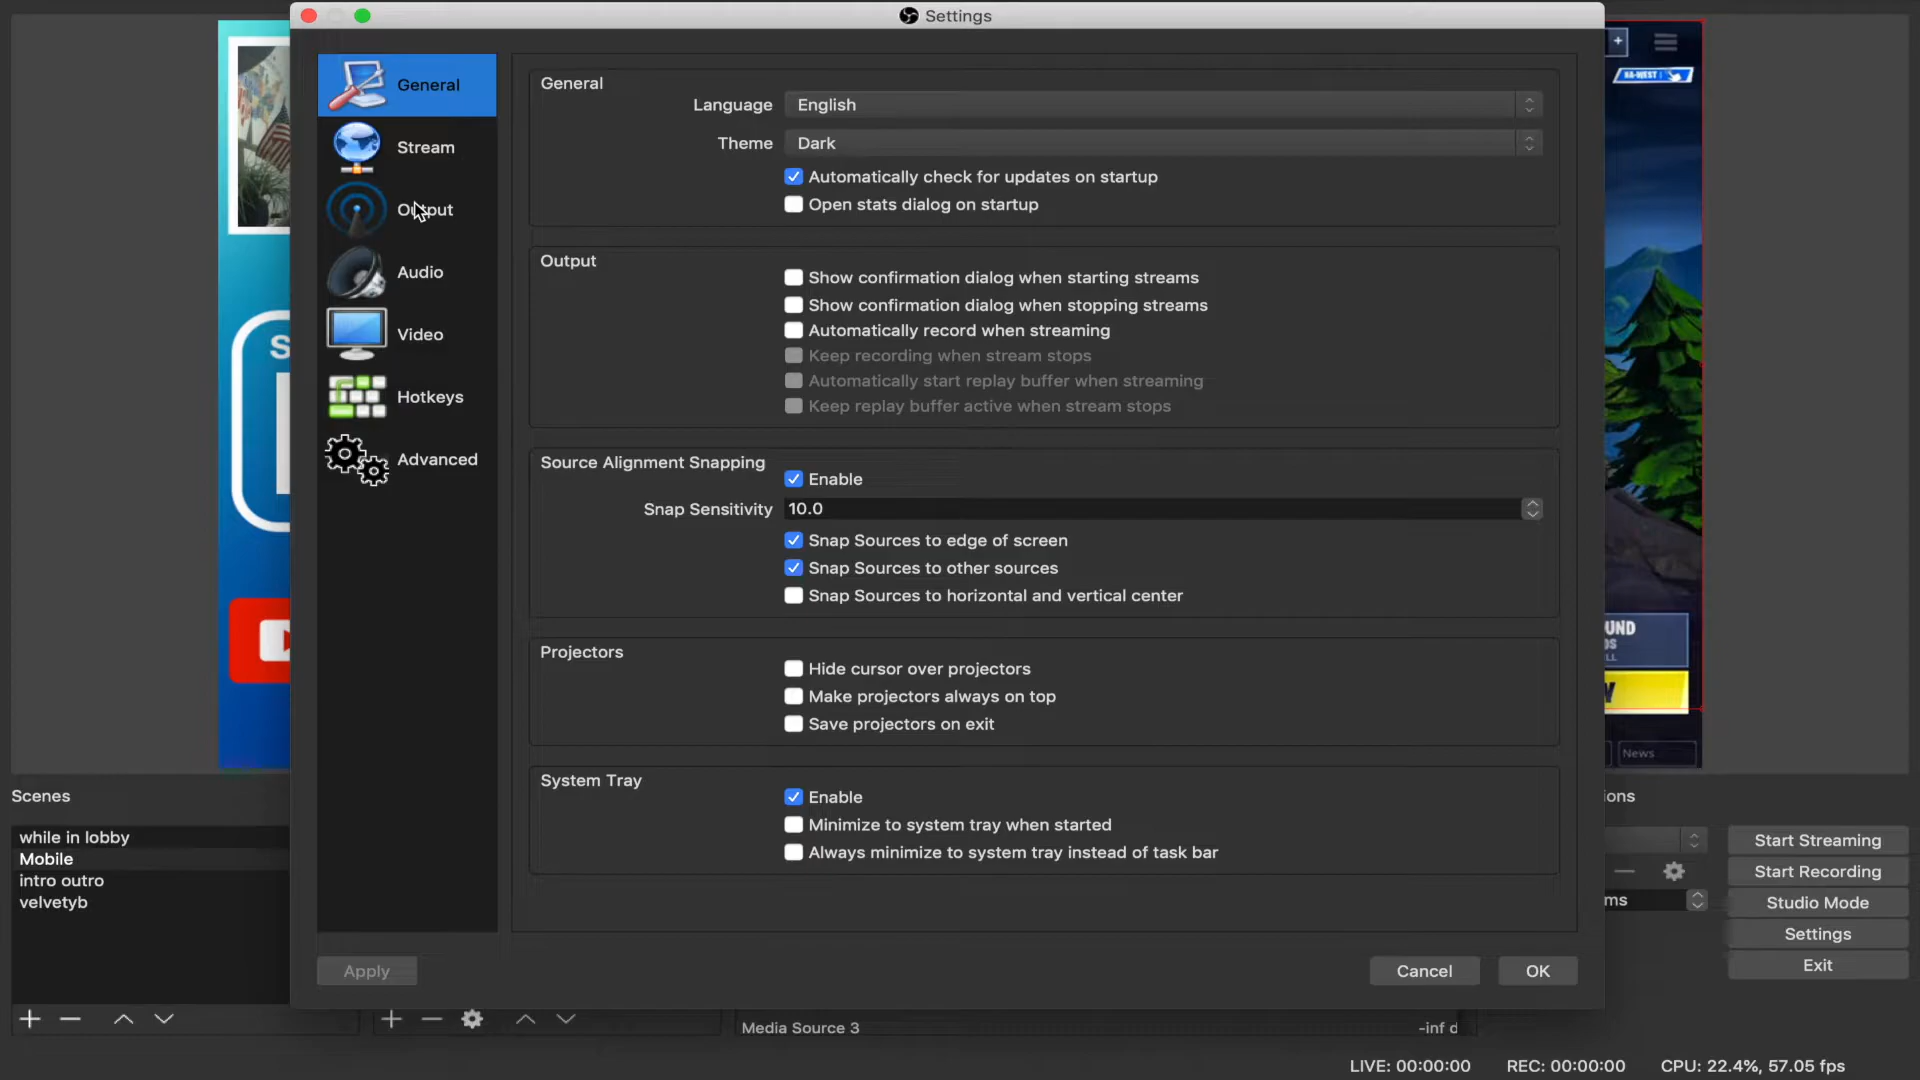 Settings
General
Stream
Output
Audio
Video
Hotkeys
Advanced
General
Language English
Theme Dark
Automatically check for updates on startup
Open stats dialog on startup
Output
Show confirmation dialog when starting streams
Show confirmation dialog when stopping streams
Automatically record when streaming
Keep recording when stream stops
Automatically start replay buffer when streaming
Keep replay buffer active when stream stops
Source Alignment Snapping
Enable
Snap Sensitivity 10.0
Snap Sources to edge of screen
Snap Sources to other sources
Snap Sources to horizontal and vertical center
Projectors
Hide cursor over projectors
Make projectors always on top
Save projectors on exit
System Tray
Enable
Minimize to system tray when started
Always minimize to system tray instead of task bar
Apply
Cancel
OK
NA-WEST
S
UND
LL
News
Scenes
while in lobby
Mobile
intro outro
velvetyb
Media Source 3
-inf d
ions
ms
Start Streaming
Start Recording
Studio Mode
Settings
Exit
LIVE: 00:00:00 REC: 00:00:00 CPU: 22.4%, 57.05 fps